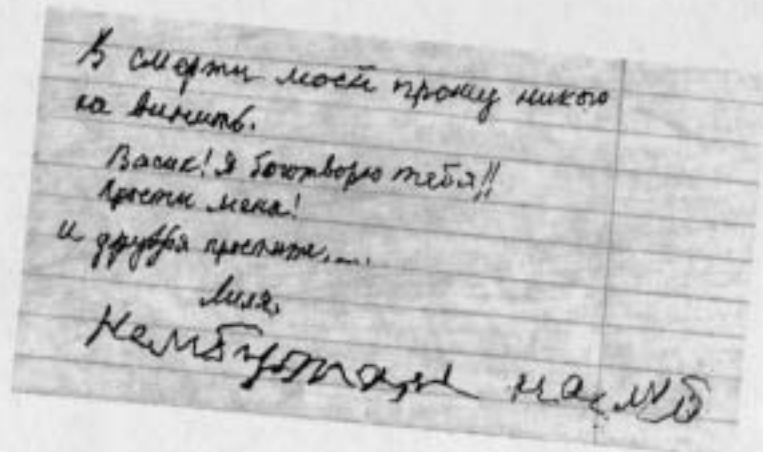 В смерти моей прошу никого
не винить.
Васик! Я боготворю тебя!!
Прости меня!
и друзья простите....
Лиля.
Нембутал